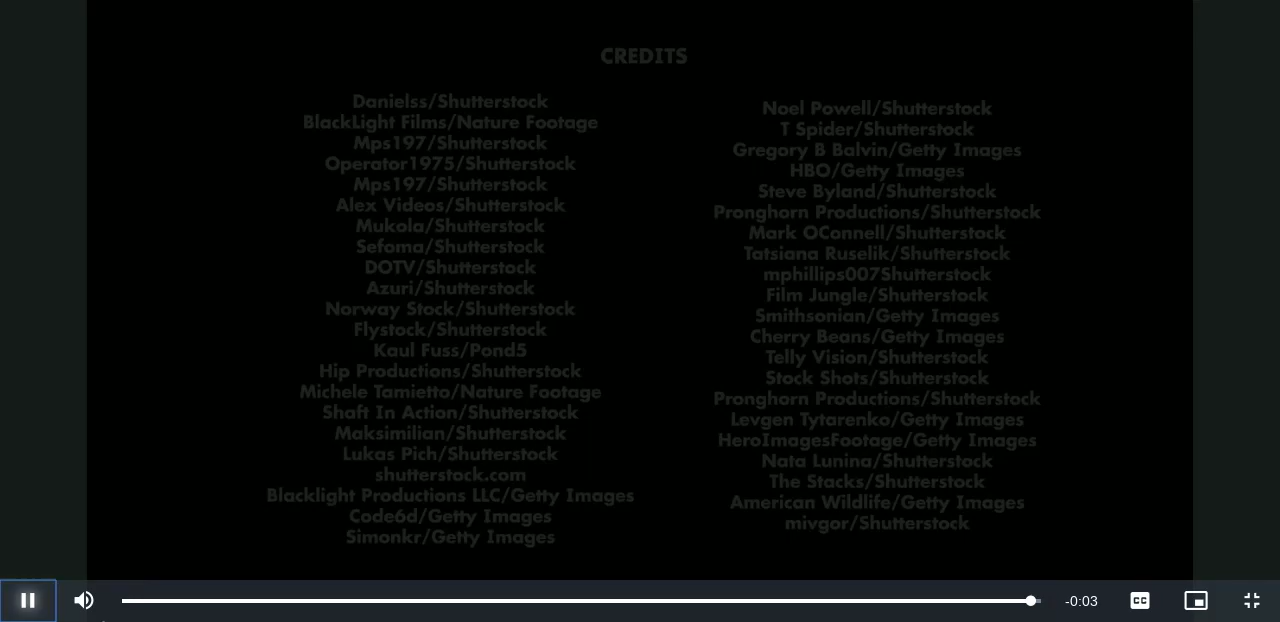 CREDITS
Danielss/Shutterstock
BlackLight Films/Nature Footage
Mps197/Shutterstock
Operator1975/Shutterstock
Mps197/Shutterstock
Alex Videos/Shutterstock
Mukola/Shutterstock
Sefoma/Shutterstock
DOTV/Shutterstock
Azuri/Shutterstock
Norway Stock/Shutterstock
Flystock/Shutterstock
Kaul Fuss/Pond5
Hip Productions/Shutterstock
Michele Tamietto/Nature Footage
Shaft In Action/Shutterstock
Maksimilian/Shutterstock
Lukas Pich/Shutterstock
shutterstock.com
Blacklight Productions LLC/Getty Images
Code6d/Getty Images
Simonkr/Getty Images
Noel Powell/Shutterstock
T Spider/Shutterstock
Gregory B Balvin/Getty Images
HBO/Getty Images
Steve Byland/Shutterstock
Pronghorn Productions/Shutterstock
Mark OConnell/Shutterstock
Tatsiana Ruselik/Shutterstock
mphillips007Shutterstock
Film Jungle/Shutterstock
Smithsonian/Getty Images
Cherry Beans/Getty Images
Telly Vision/Shutterstock
Stock Shots/Shutterstock
Pronghorn Productions/Shutterstock
Levgen Tytarenko/Getty Images
HeroImagesFootage/Getty Images
Nata Lunina/Shutterstock
The Stacks/Shutterstock
American Wildlife/Getty Images
mivgor/Shutterstock
-0:03
CC